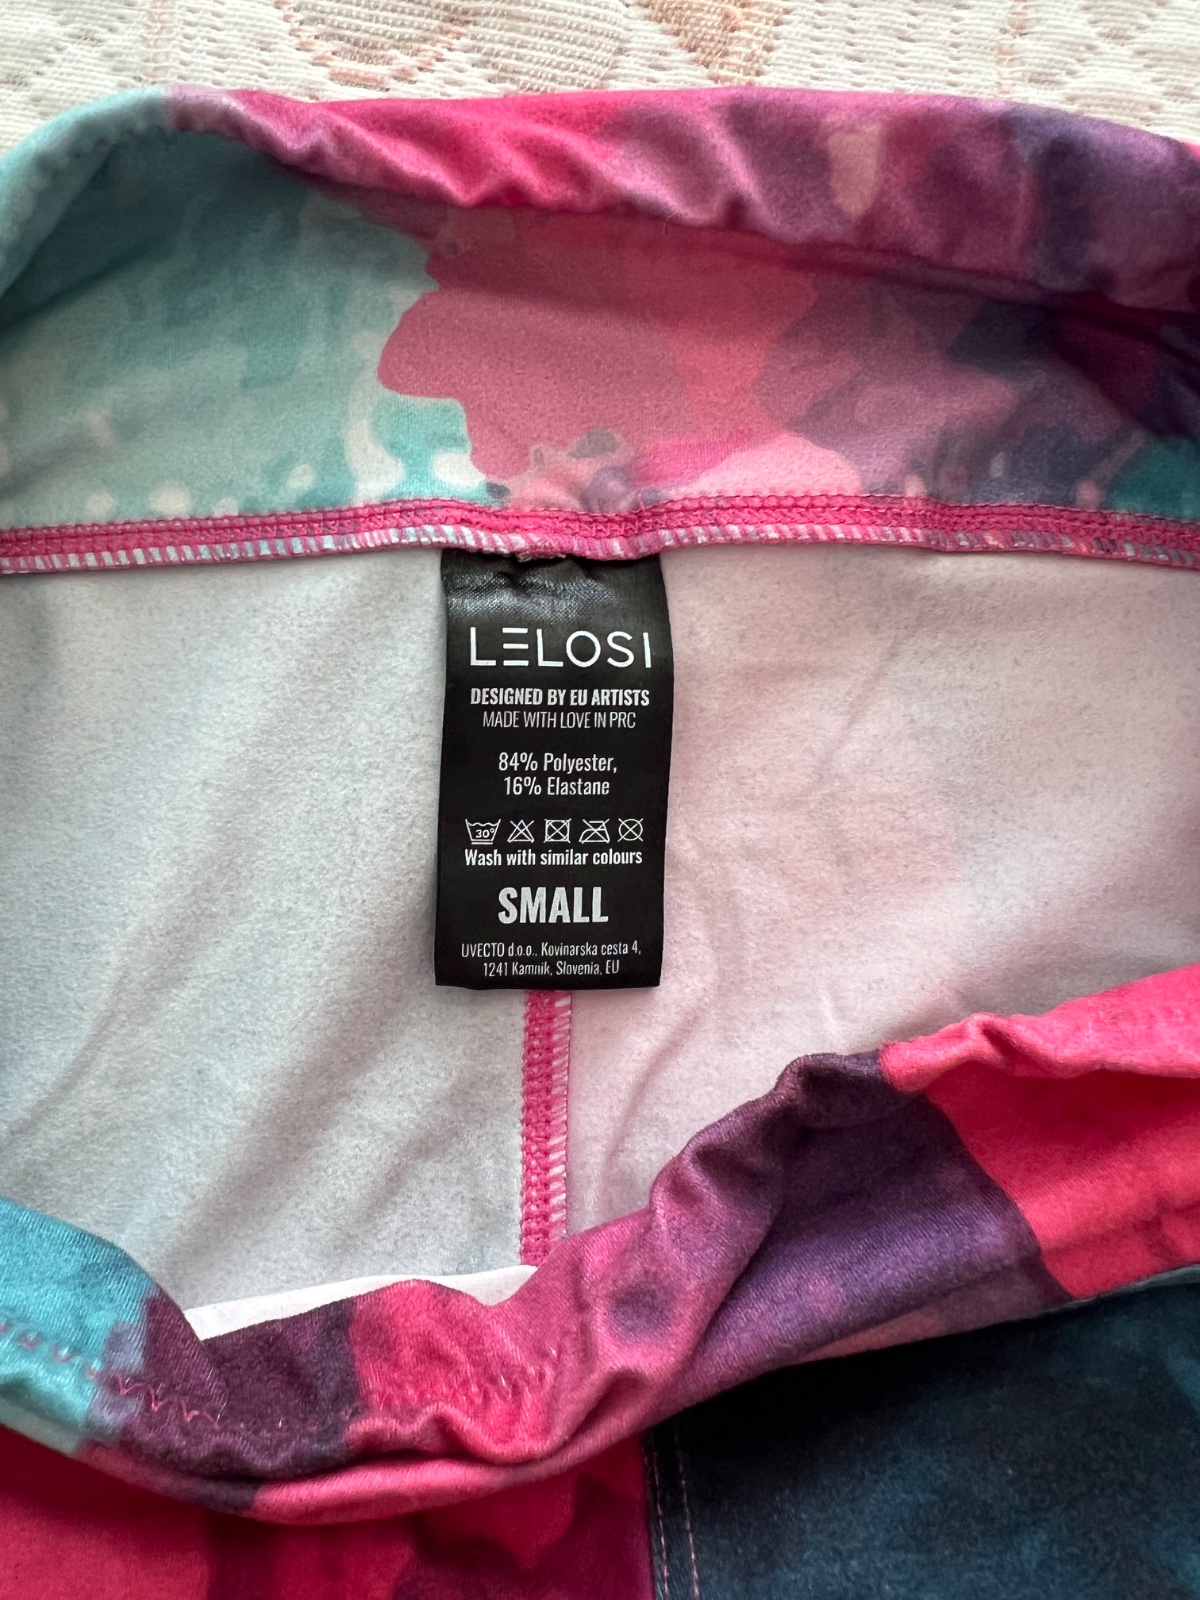 LELOSI
DESIGNED BY EU ARTISTS
MADE WITH LOVE IN PRC
84% Polyester,
16% Elastane
30°
Wash with similar colours
SMALL
UVECTO d.o.o., Kovinarska cesta 4,
1241 Kamnik, Slovenia, EU